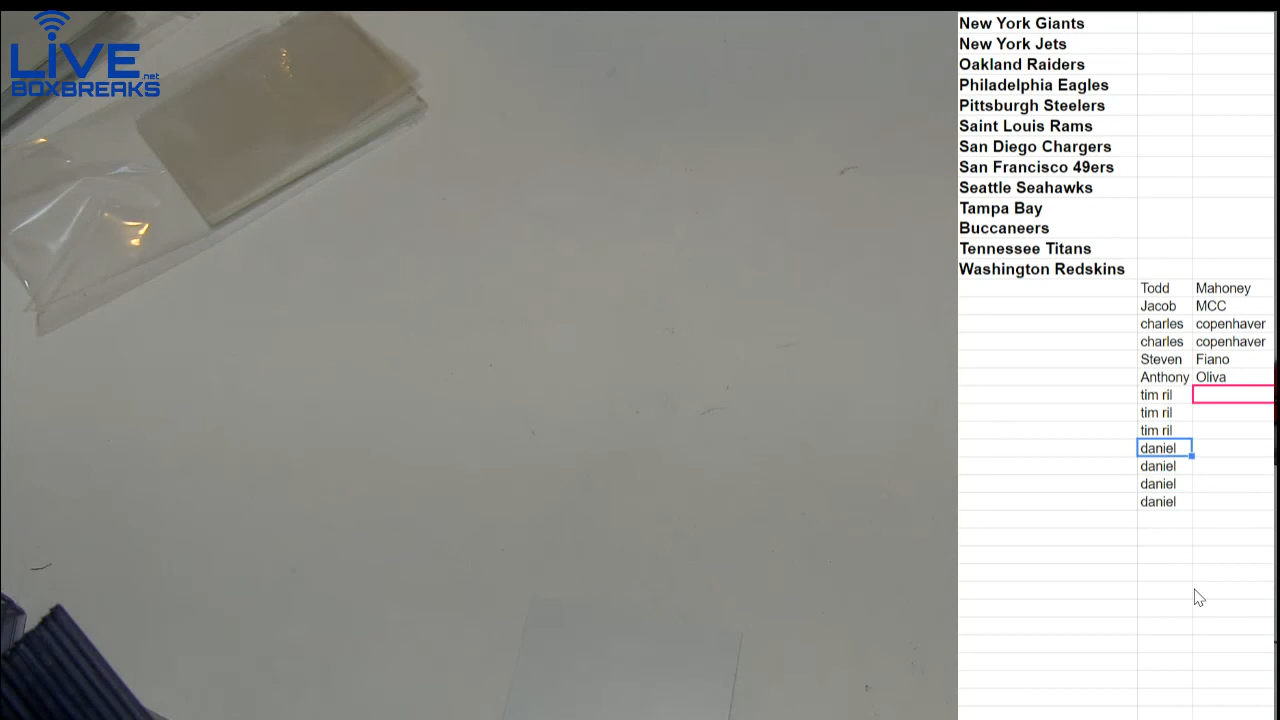 LIVE
.net
BOXBREAKS
New York Giants
New York Jets
Oakland Raiders
Philadelphia Eagles
Pittsburgh Steelers
Saint Louis Rams
San Diego Chargers
San Francisco 49ers
Seattle Seahawks
Tampa Bay
Buccaneers
Tennessee Titans
Washington Redskins
Todd Mahoney
Jacob MCC
charles copenhaver
charles copenhaver
Steven Fiano
Anthony Oliva
tim ril
tim ril
tim ril
daniel
daniel
daniel
daniel